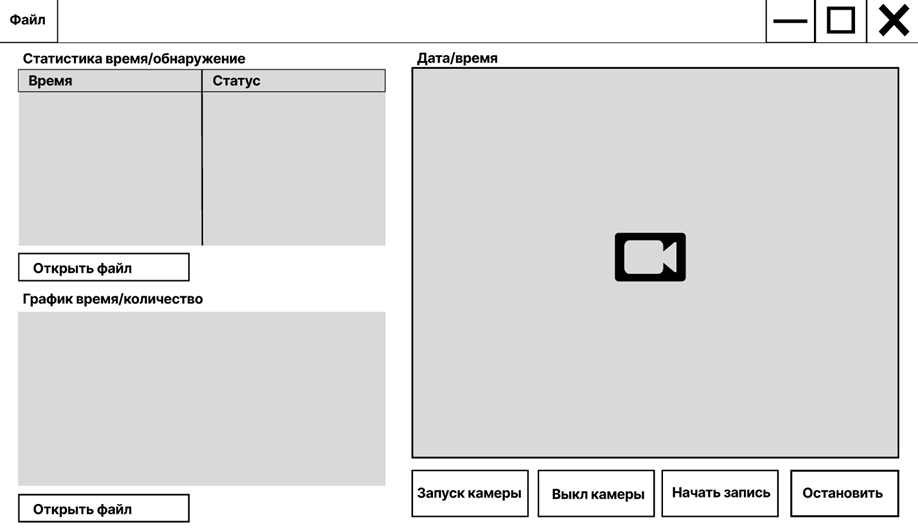 Файл
Статистика время/обнаружение
Время Статус
Открыть файл
График время/количество
Открыть файл
Дата/время
Запуск камеры Выкл камеры Начать запись Остановить